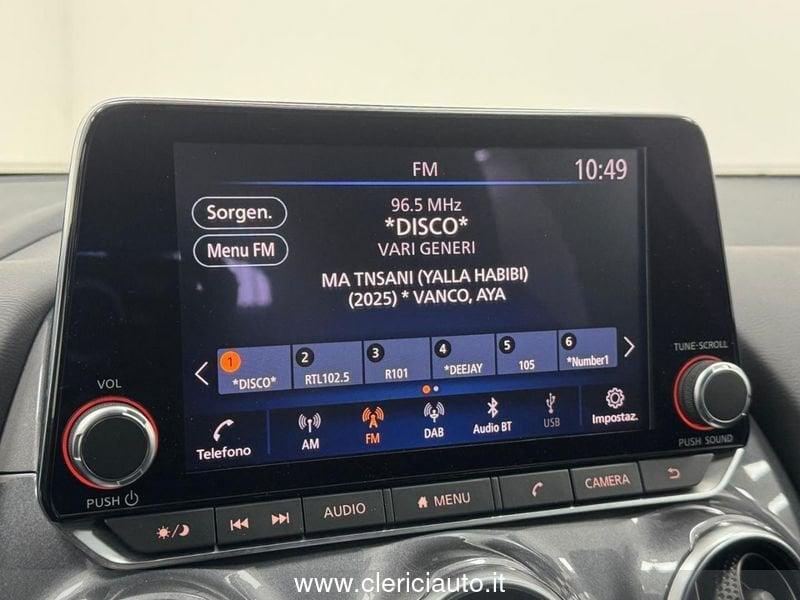 FM
10:49
Sorgen.
Menu FM
96.5 MHz
*DISCO*
VARI GENERI
MA TNSANI (YALLA HABIBI)
(2025) * VANCO, AYA
1
*DISCO*
2
RTL102.5
3
R101
4
*DEEJAY
5
105
6
*Number1
Telefono
AM
FM
DAB
Audio BT
USB
Impostaz.
VOL
PUSH
TUNE-SCROLL
PUSH SOUND
AUDIO
MENU
CAMERA
www.clericiauto.it